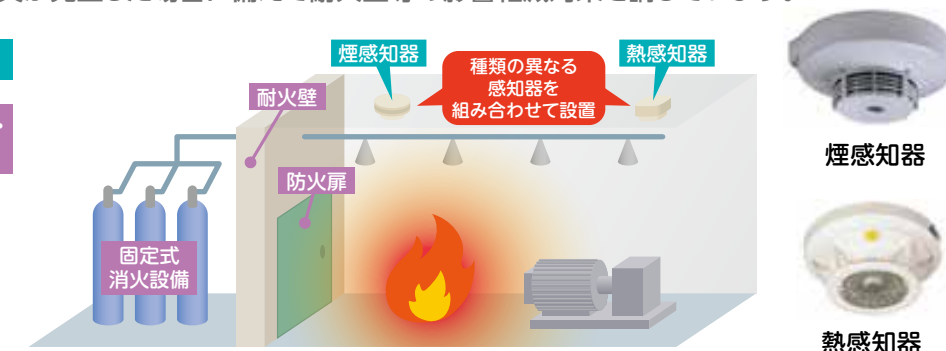 煙感知器
種類の異なる
感知器を
組み合わせて設置
熱感知器
耐火壁
防火扉
固定式
消火設備
煙感知器
熱感知器